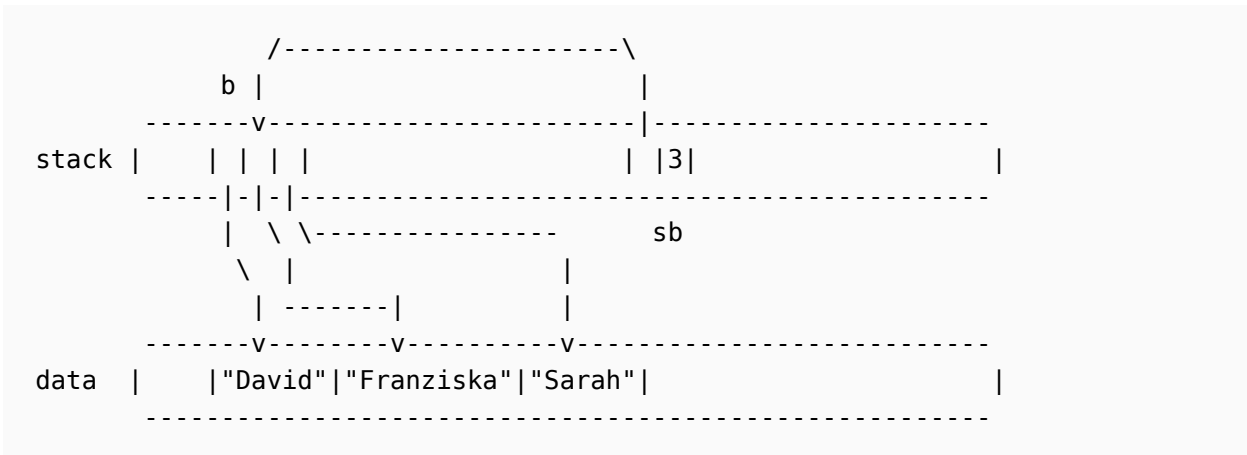 /---------------------\
             b |                         |
        -------v------------------------|----------------------
 stack |     | | | |                     | |3|                    |
        -----|-|-|---------------------------------------------
             |  \ \----------------      sb
              \  |                  |
               | -------|           |
        -------v--------v----------v---------------------------
 data  |     |"David"|"Franziska"|"Sarah"|                       |
        -------------------------------------------------------